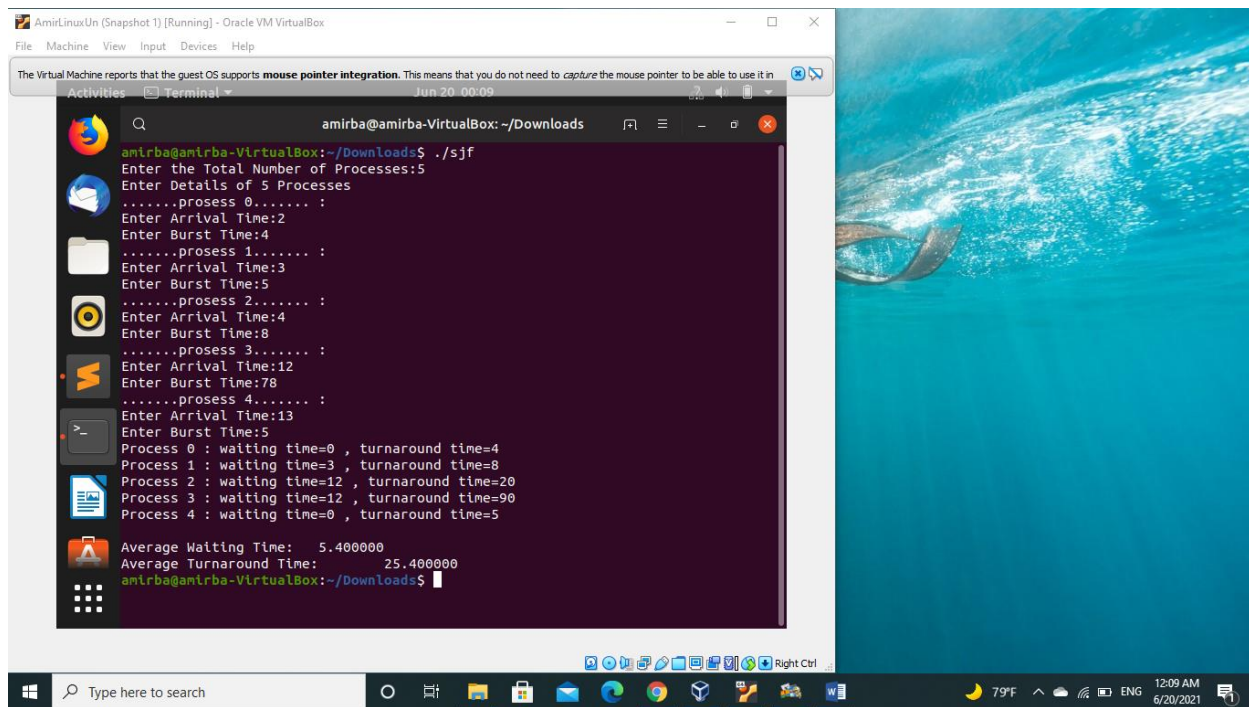 AmirLinuxUn (Snapshot 1) [Running] - Oracle VM VirtualBox
File Machine View Input Devices Help
The Virtual Machine reports that the guest OS supports mouse pointer integration. This means that you do not need to capture the mouse pointer to be able to use it in
Activities Terminal Jun 20 00:09
amirba@amirba-VirtualBox: ~/Downloads
amirba@amirba-VirtualBox:~/Downloads$ ./sjf
Enter the Total Number of Processes:5
Enter Details of 5 Processes
.......prosess 0....... :
Enter Arrival Time:2
Enter Burst Time:4
.......prosess 1....... :
Enter Arrival Time:3
Enter Burst Time:5
.......prosess 2....... :
Enter Arrival Time:4
Enter Burst Time:8
.......prosess 3....... :
Enter Arrival Time:12
Enter Burst Time:78
.......prosess 4....... :
Enter Arrival Time:13
Enter Burst Time:5
Process 0 : waiting time=0 , turnaround time=4
Process 1 : waiting time=3 , turnaround time=8
Process 2 : waiting time=12 , turnaround time=20
Process 3 : waiting time=12 , turnaround time=90
Process 4 : waiting time=0 , turnaround time=5
Average Waiting Time: 5.400000
Average Turnaround Time: 25.400000
amirba@amirba-VirtualBox:~/Downloads$
Right Ctrl
Type here to search
79°F ENG 12:09 AM
6/20/2021